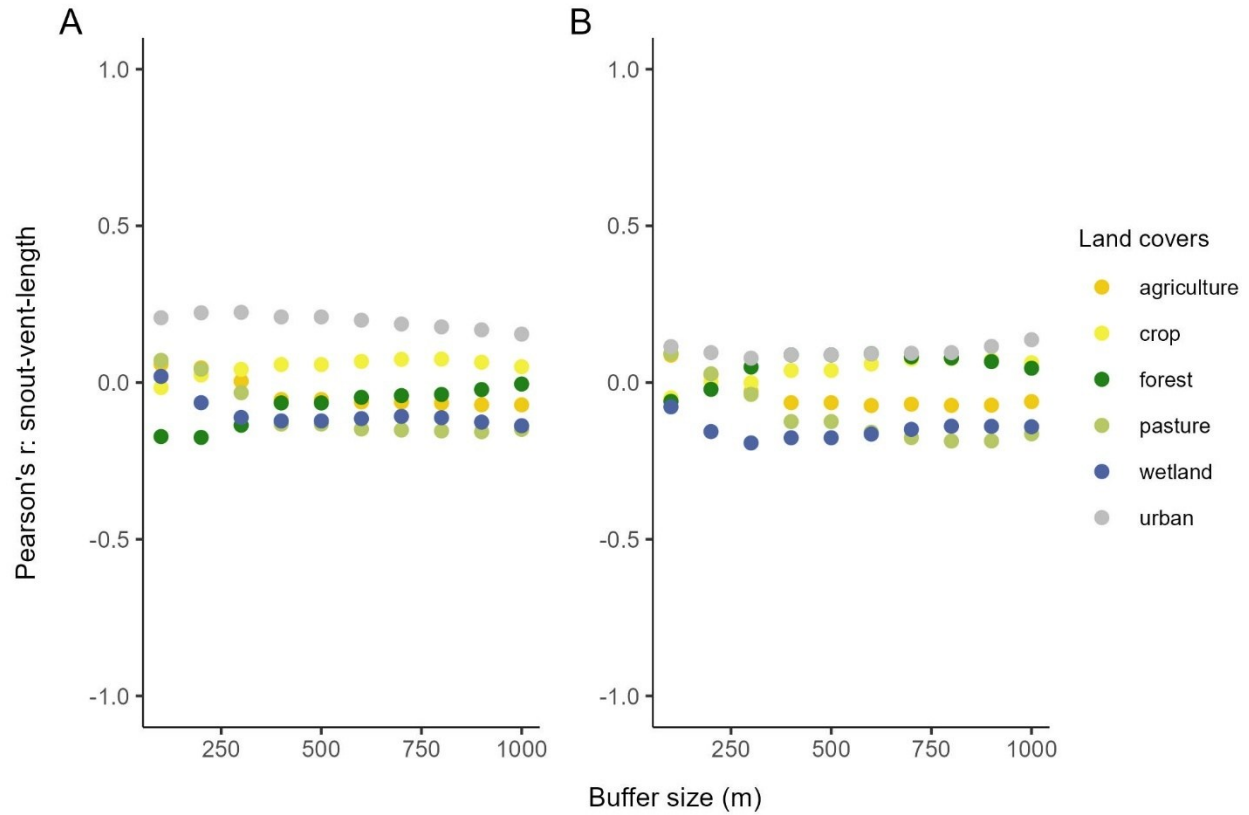 A
B
1.0
0.5
0.0
-0.5
-1.0
1.0
0.5
0.0
-0.5
-1.0
Pearson's r: snout-vent-length
250 500 750 1000
250 500 750 1000
Buffer size (m)
Land covers
agriculture
crop
forest
pasture
wetland
urban